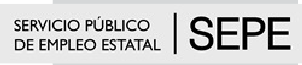 SERVICIO PÚBLICO
DE EMPLEO ESTATAL
SEPE